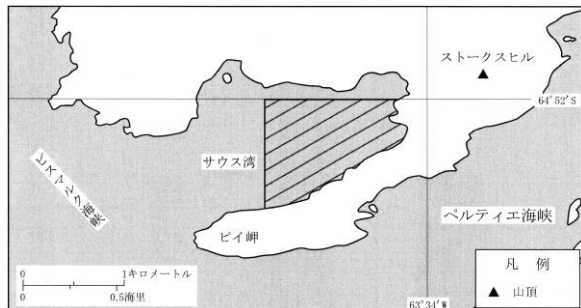 ストークスヒル
64°52′S
サウス湾
ビスマルク海峡
ペルティエ海峡
ピイ岬
凡 例
▲ 山頂
0 1キロメートル
0 0.5海里
63°34′W